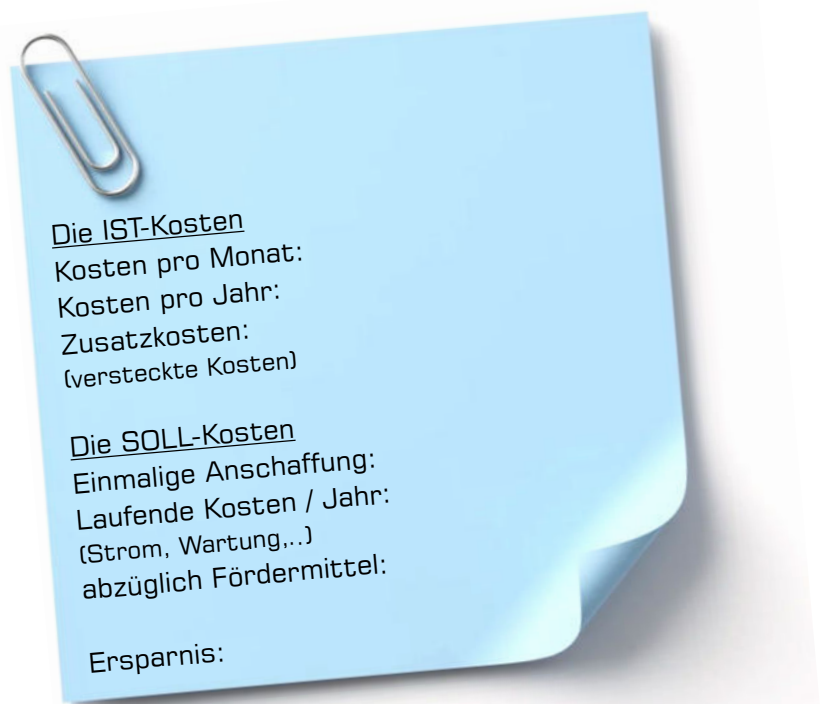 Die IST-Kosten
Kosten pro Monat:
Kosten pro Jahr:
Zusatzkosten:
(versteckte Kosten)
Die SOLL-Kosten
Einmalige Anschaffung:
Laufende Kosten / Jahr:
(Strom, Wartung,..)
abzüglich Fördermittel:
Ersparnis: